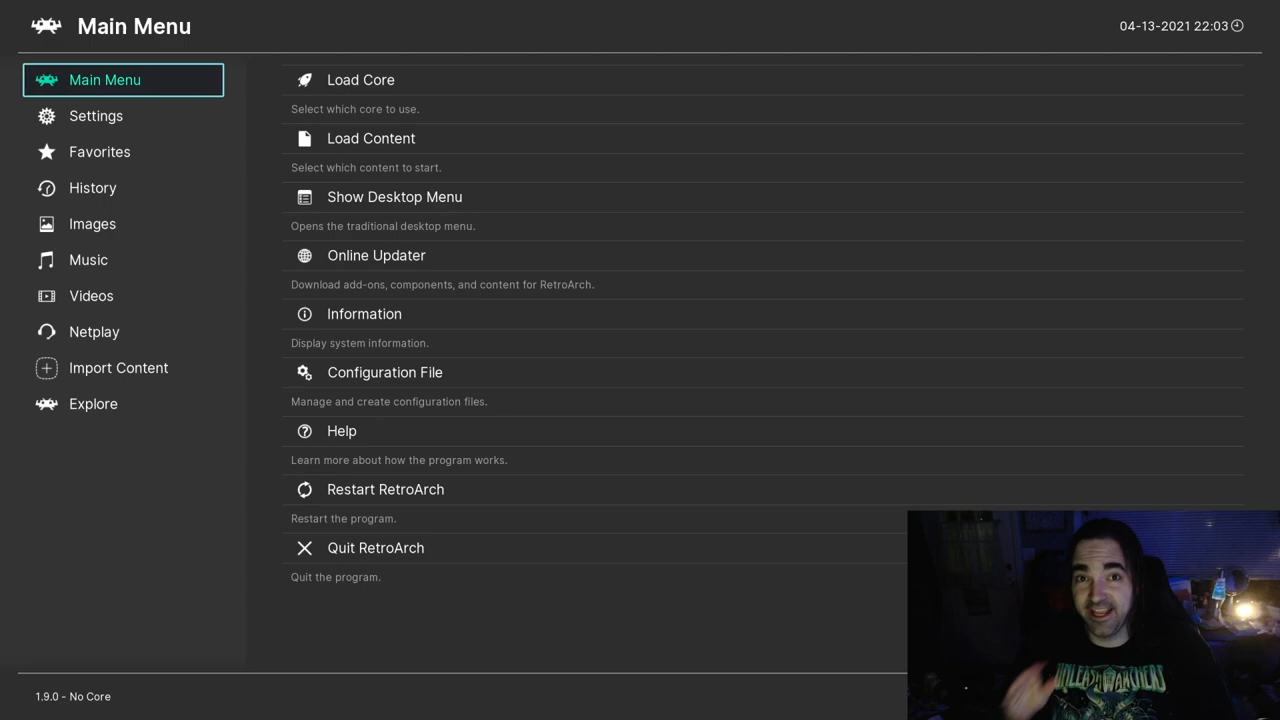 Main Menu
04-13-2021 22:03
Main Menu
Settings
Favorites
History
Images
Music
Videos
Netplay
Import Content
Explore
Load Core
Select which core to use.
Load Content
Select which content to start.
Show Desktop Menu
Opens the traditional desktop menu.
Online Updater
Download add-ons, components, and content for RetroArch.
Information
Display system information.
Configuration File
Manage and create configuration files.
Help
Learn more about how the program works.
Restart RetroArch
Restart the program.
Quit RetroArch
Quit the program.
1.9.0 - No Core